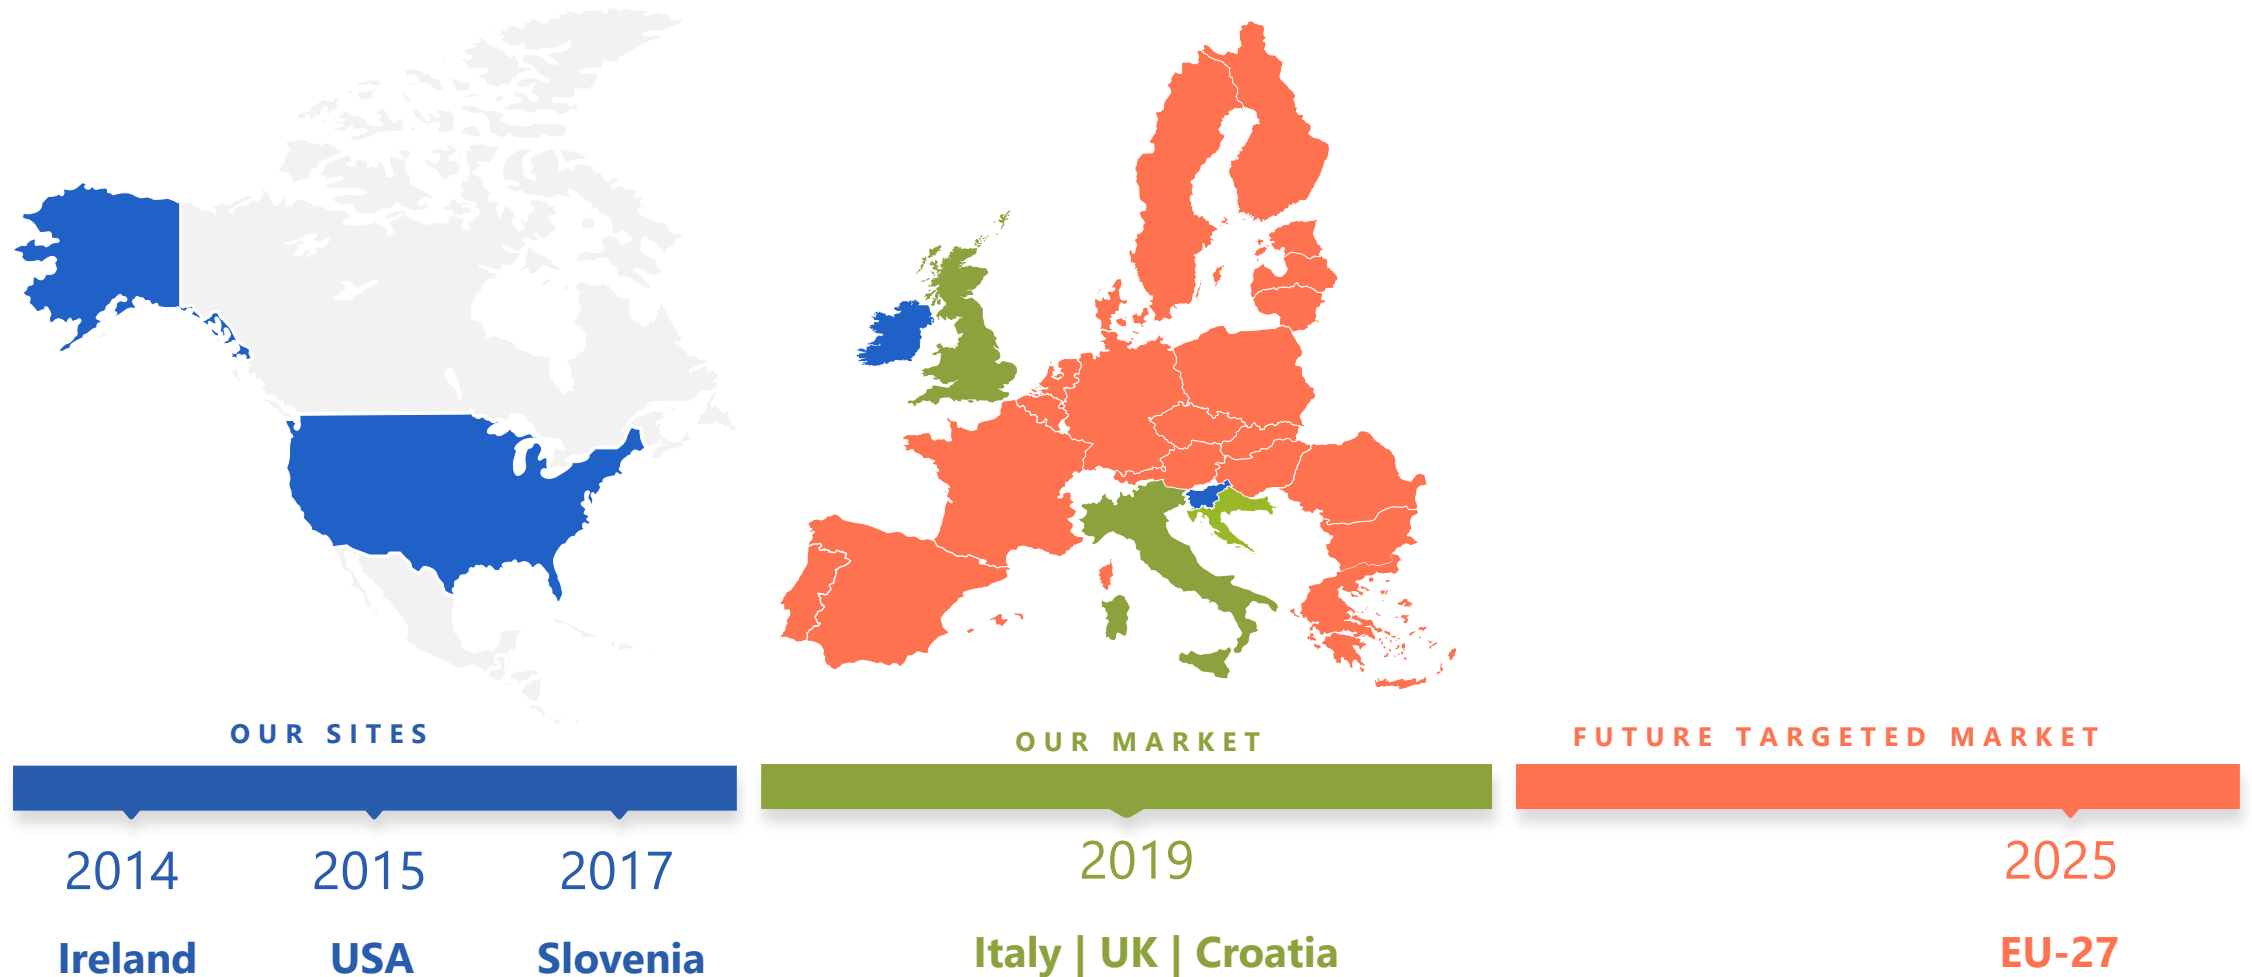 OUR SITES
2014
Ireland
2015
USA
2017
Slovenia
OUR MARKET
2019
Italy | UK | Croatia
FUTURE TARGETED MARKET
2025
EU-27